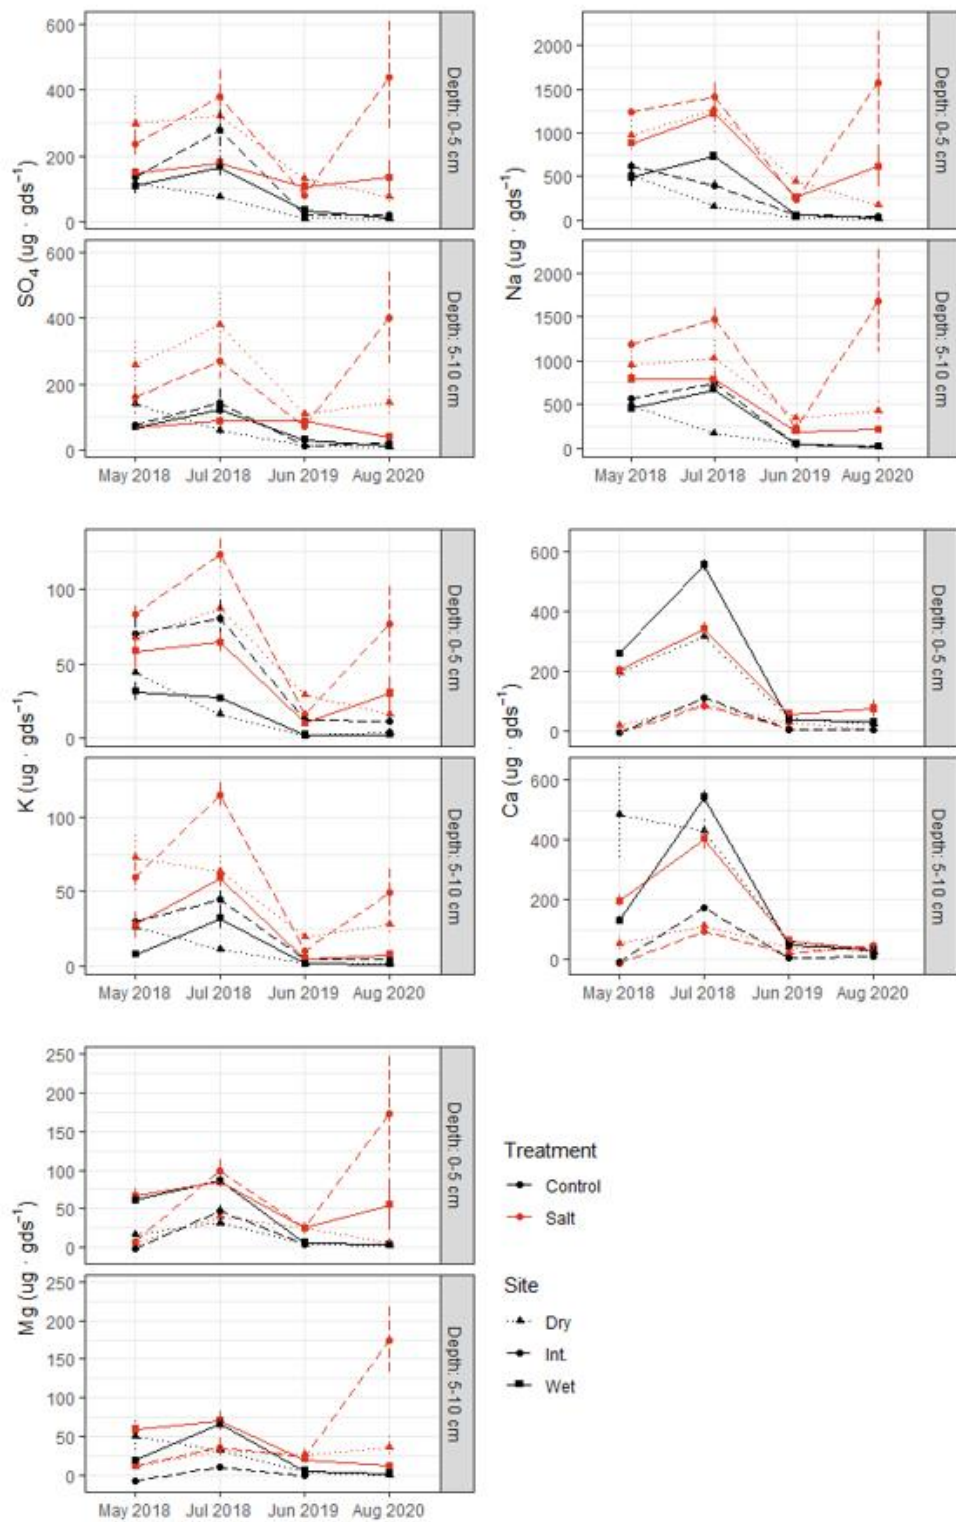 600
400
200
0
Depth: 0-5 cm
600
400
200
0
Depth: 5-10 cm
SO₄ (ug · gds⁻¹)
May 2018 Jul 2018 Jun 2019 Aug 2020
2000
1500
1000
500
0
Depth: 0-5 cm
2000
1500
1000
500
0
Depth: 5-10 cm
Na (ug · gds⁻¹)
May 2018 Jul 2018 Jun 2019 Aug 2020
100
50
0
Depth: 0-5 cm
100
50
0
Depth: 5-10 cm
K (ug · gds⁻¹)
May 2018 Jul 2018 Jun 2019 Aug 2020
600
400
200
0
Depth: 0-5 cm
600
400
200
0
Depth: 5-10 cm
Ca (ug · gds⁻¹)
May 2018 Jul 2018 Jun 2019 Aug 2020
250
200
150
100
50
0
Depth: 0-5 cm
250
200
150
100
50
0
Depth: 5-10 cm
Mg (ug · gds⁻¹)
May 2018 Jul 2018 Jun 2019 Aug 2020
Treatment
Control
Salt
Site
Dry
Int.
Wet